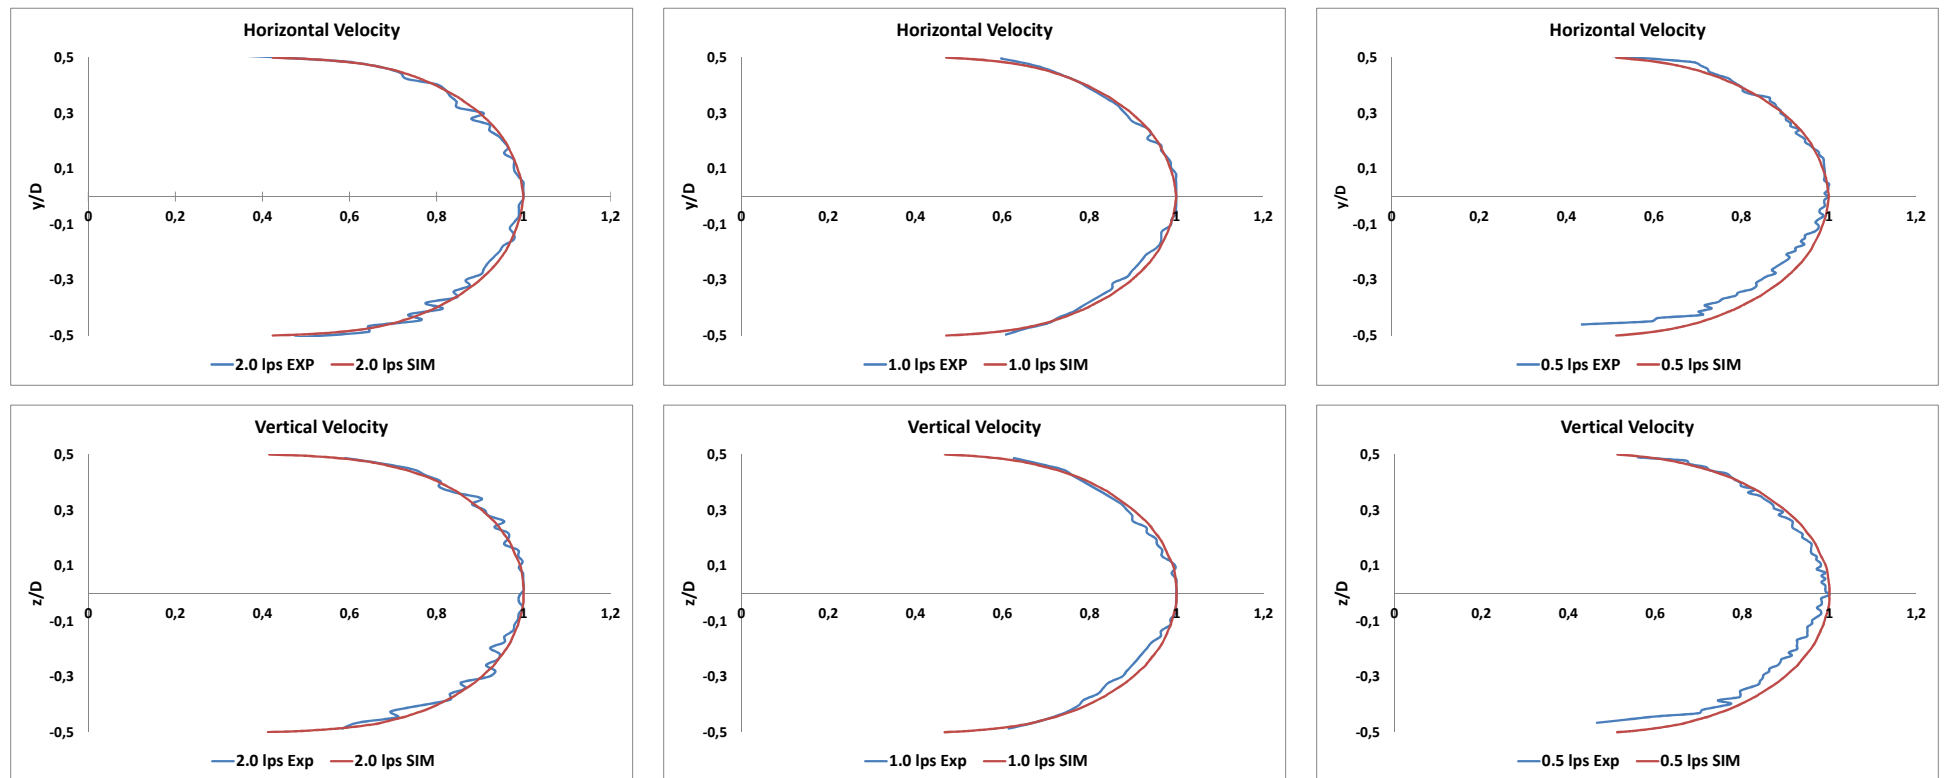 Horizontal Velocity
0,5
0,3
0,1
-0,1
-0,3
-0,5
y/D
0 0,2 0,4 0,6 0,8 1 1,2
2.0 lps EXP 2.0 lps SIM
Horizontal Velocity
0,5
0,3
0,1
-0,1
-0,3
-0,5
y/D
0 0,2 0,4 0,6 0,8 1 1,2
1.0 lps EXP 1.0 lps SIM
Horizontal Velocity
0,5
0,3
0,1
-0,1
-0,3
-0,5
y/D
0 0,2 0,4 0,6 0,8 1 1,2
0.5 lps EXP 0.5 lps SIM
Vertical Velocity
0,5
0,3
0,1
-0,1
-0,3
-0,5
z/D
0 0,2 0,4 0,6 0,8 1 1,2
2.0 lps Exp 2.0 lps SIM
Vertical Velocity
0,5
0,3
0,1
-0,1
-0,3
-0,5
z/D
0 0,2 0,4 0,6 0,8 1 1,2
1.0 lps Exp 1.0 lps SIM
Vertical Velocity
0,5
0,3
0,1
-0,1
-0,3
-0,5
z/D
0 0,2 0,4 0,6 0,8 1 1,2
0.5 lps Exp 0.5 lps SIM